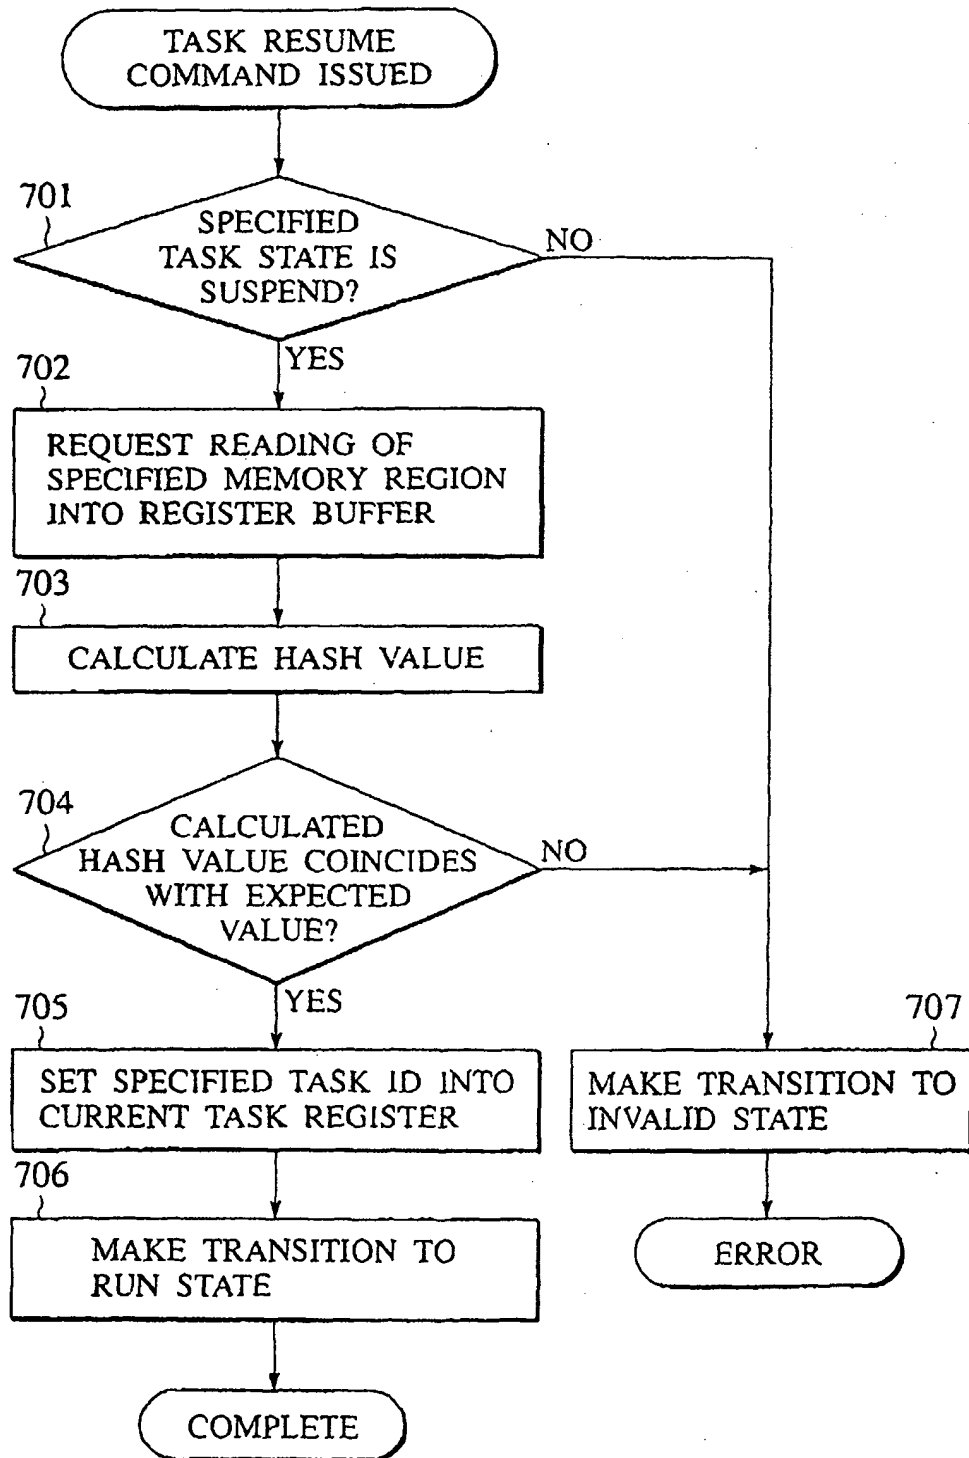 TASK RESUME
COMMAND ISSUED
701
SPECIFIED
TASK STATE IS
SUSPEND?
NO
YES
702
REQUEST READING OF
SPECIFIED MEMORY REGION
INTO REGISTER BUFFER
703
CALCULATE HASH VALUE
704
CALCULATED
HASH VALUE COINCIDES
WITH EXPECTED
VALUE?
NO
YES
705
SET SPECIFIED TASK ID INTO
CURRENT TASK REGISTER
707
MAKE TRANSITION TO
INVALID STATE
706
MAKE TRANSITION TO
RUN STATE
ERROR
COMPLETE